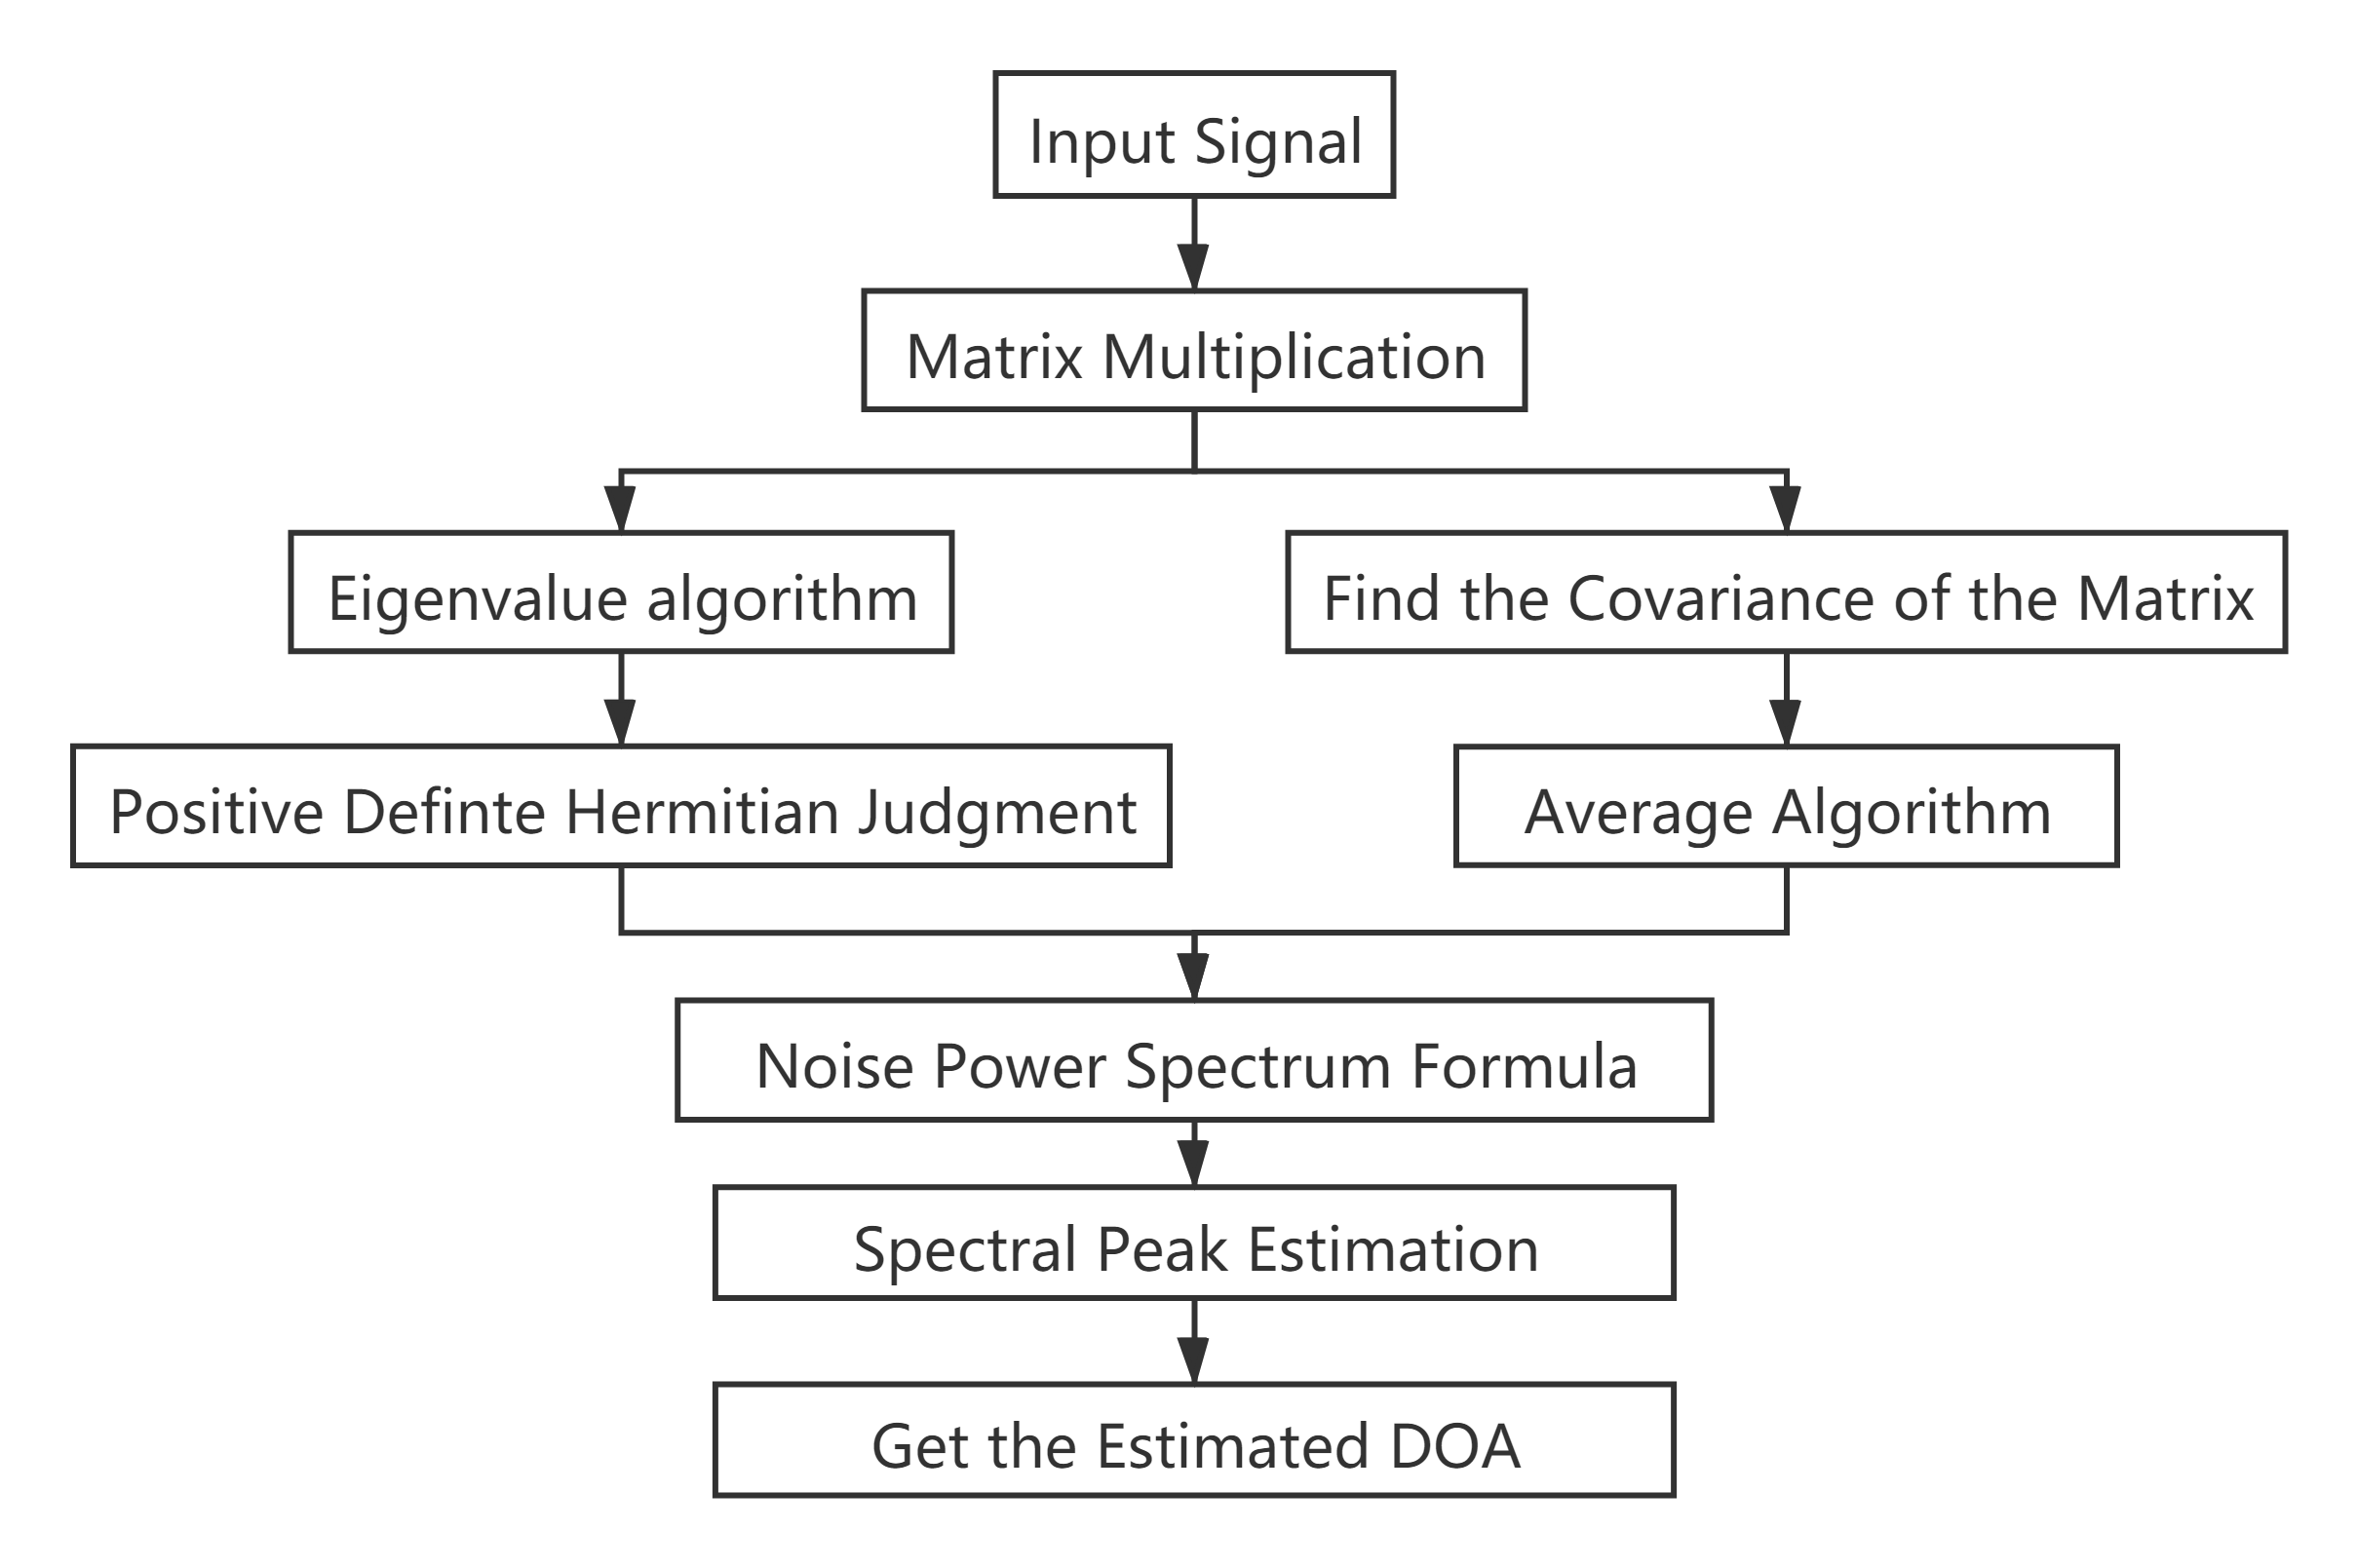 Input Signal
Matrix Multiplication
Eigenvalue algorithm
Find the Covariance of the Matrix
Positive Definte Hermitian Judgment
Average Algorithm
Noise Power Spectrum Formula
Spectral Peak Estimation
Get the Estimated DOA